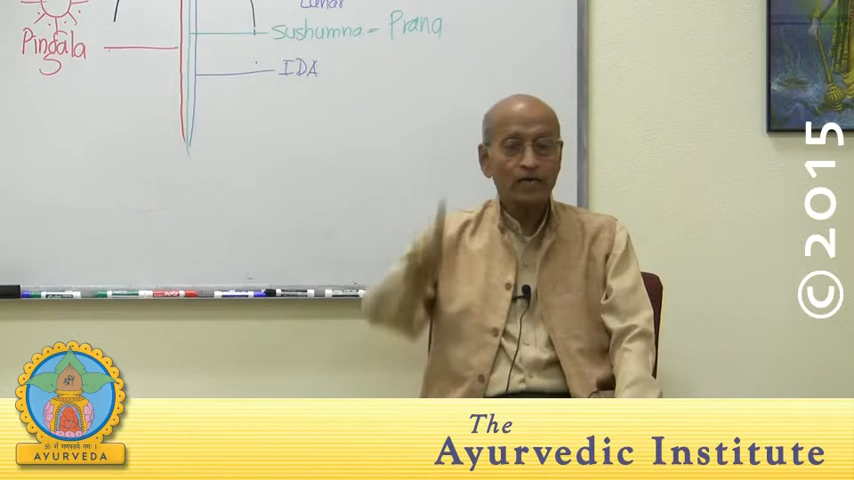 Lunar
Pingala
Sushumna - Prana
IDA
©2015
श्री
AYURVEDA
The
Ayurvedic Institute